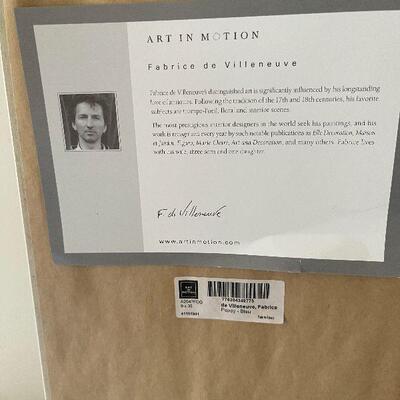 ART IN MOTION
Fabrice de Villeneuve
Fabrice de Villeneuve's distinguished art is significantly influenced by his longstanding
love of antiques. Following the tradition of the 17th and 18th centuries, his favorite
subjects are trompe-l'oeil, floral and interior scenes.
The most prestigious interior designers in the world seek his paintings, and his
work is recognized every year by such notable publications as Elle Decoration, Maison
et Jardin, Figaro, Marie Claire, Art and Decoration, and many others. Fabrice lives
with his wife, three sons and one daughter.
F. de Villeneuve
www.artinmotion.com
de Villeneuve, Fabrice